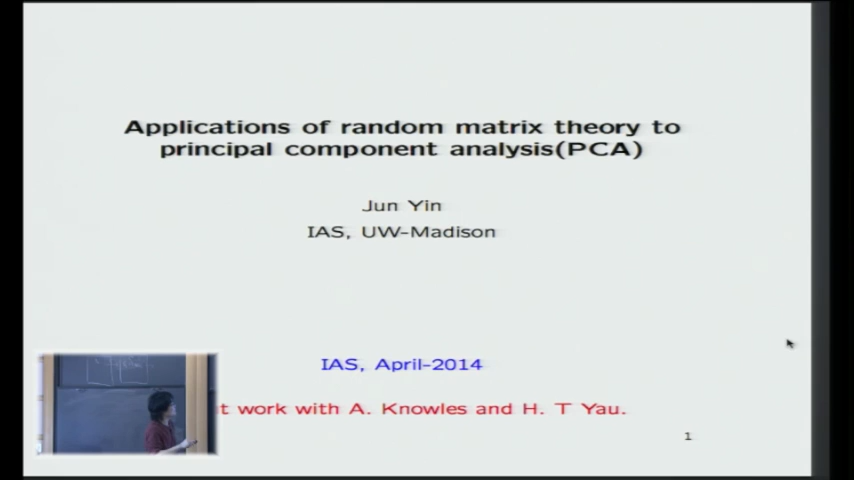 Applications of random matrix theory to
principal component analysis(PCA)
Jun Yin
IAS, UW-Madison
IAS, April-2014
t work with A. Knowles and H. T Yau.
1